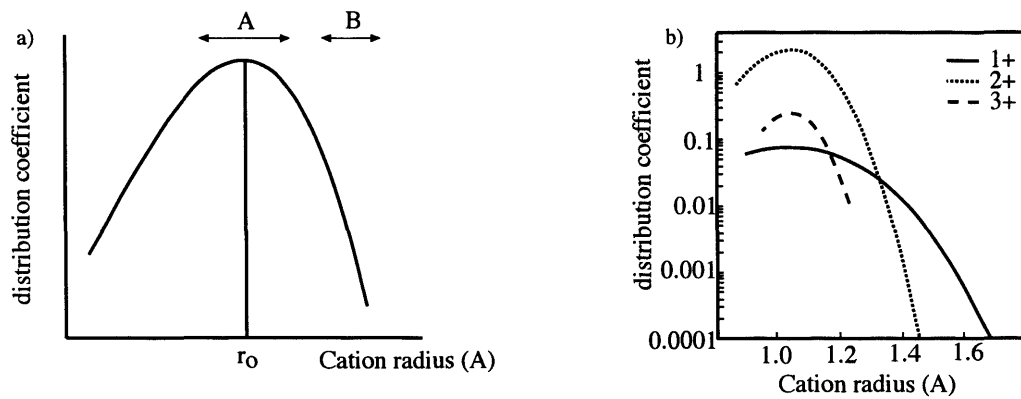 a)
A
B
distribution coefficient
r₀
Cation radius (A)
b)
1+
2+
3+
distribution coefficient
1
0.1
0.01
0.001
0.0001
1.0
1.2
1.4
1.6
Cation radius (A)